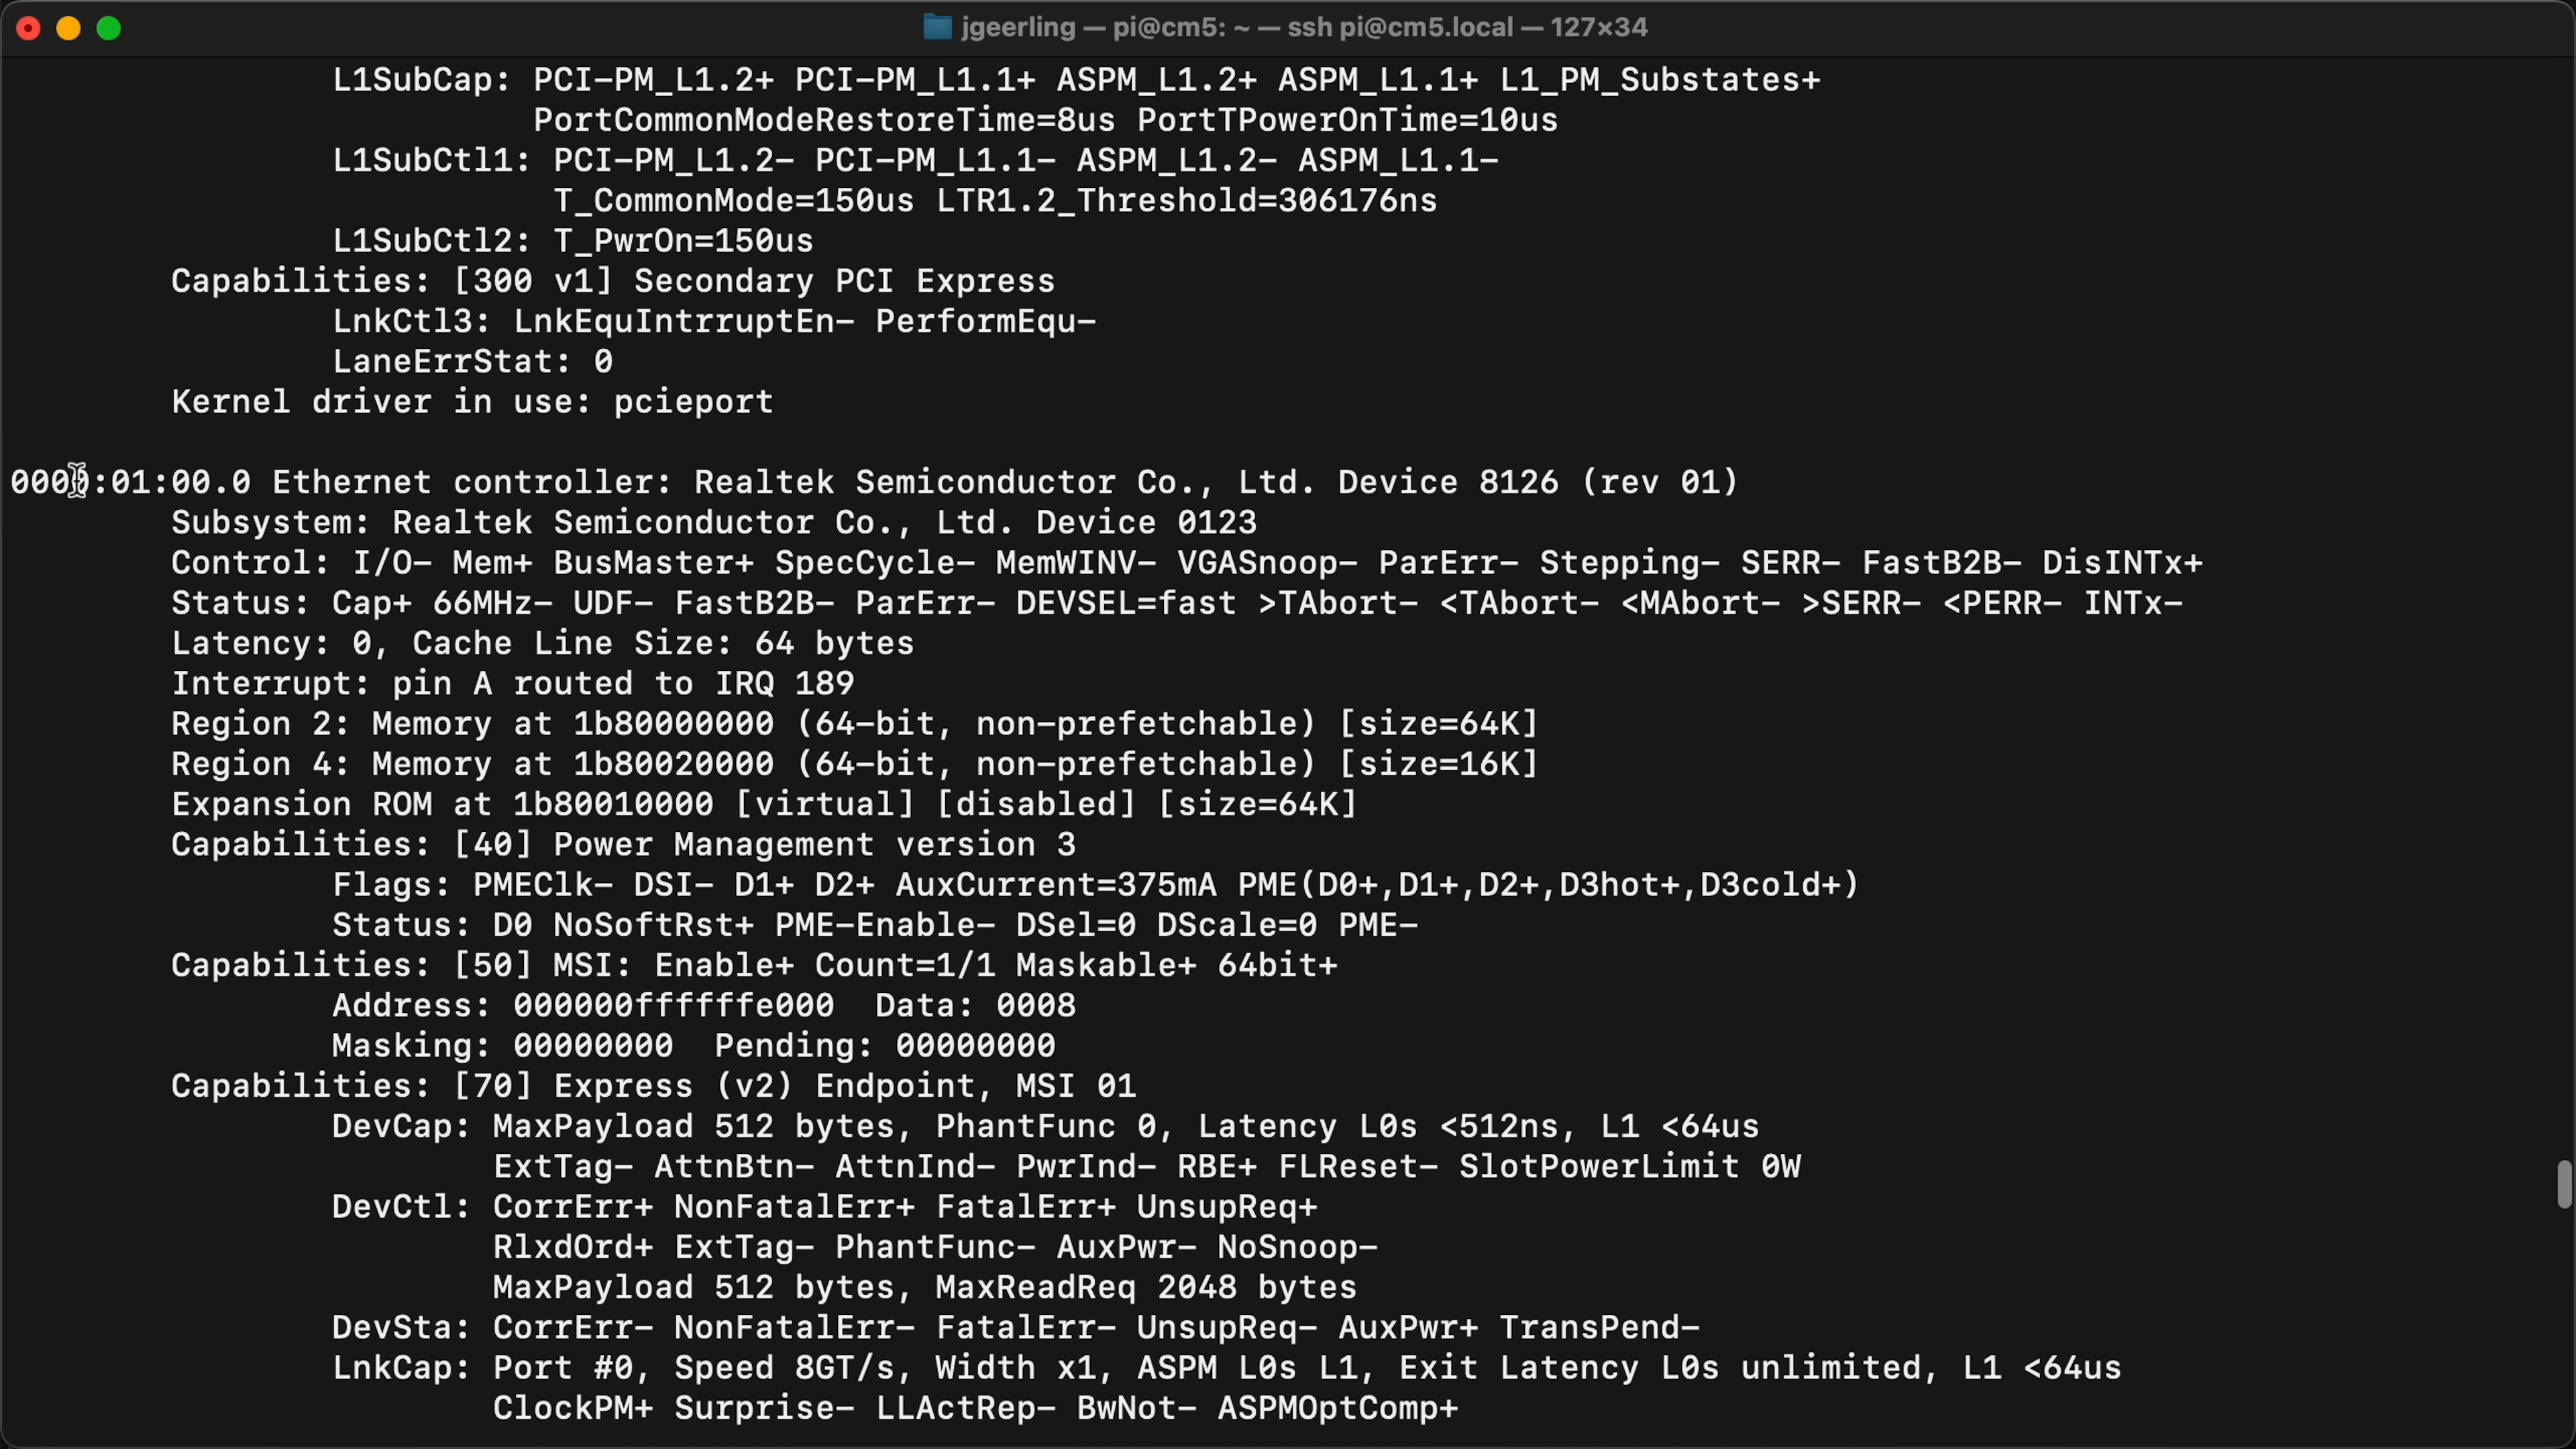 jgeerling — pi@cm5: ~ — ssh pi@cm5.local — 127×34
L1SubCap: PCI-PM_L1.2+ PCI-PM_L1.1+ ASPM_L1.2+ ASPM_L1.1+ L1_PM_Substates+
PortCommonModeRestoreTime=8us PortTPowerOnTime=10us
L1SubCtl1: PCI-PM_L1.2- PCI-PM_L1.1- ASPM_L1.2- ASPM_L1.1-
T_CommonMode=150us LTR1.2_Threshold=306176ns
L1SubCtl2: T_PwrOn=150us
Capabilities: [300 v1] Secondary PCI Express
LnkCtl3: LnkEquIntrruptEn- PerformEqu-
LaneErrStat: 0
Kernel driver in use: pcieport
0000:01:00.0 Ethernet controller: Realtek Semiconductor Co., Ltd. Device 8126 (rev 01)
Subsystem: Realtek Semiconductor Co., Ltd. Device 0123
Control: I/O- Mem+ BusMaster+ SpecCycle- MemWINV- VGASnoop- ParErr- Stepping- SERR- FastB2B- DisINTx+
Status: Cap+ 66MHz- UDF- FastB2B- ParErr- DEVSEL=fast >TAbort- <TAbort- <MAbort- >SERR- <PERR- INTx-
Latency: 0, Cache Line Size: 64 bytes
Interrupt: pin A routed to IRQ 189
Region 2: Memory at 1b80000000 (64-bit, non-prefetchable) [size=64K]
Region 4: Memory at 1b80020000 (64-bit, non-prefetchable) [size=16K]
Expansion ROM at 1b80010000 [virtual] [disabled] [size=64K]
Capabilities: [40] Power Management version 3
Flags: PMEClk- DSI- D1+ D2+ AuxCurrent=375mA PME(D0+,D1+,D2+,D3hot+,D3cold+)
Status: D0 NoSoftRst+ PME-Enable- DSel=0 DScale=0 PME-
Capabilities: [50] MSI: Enable+ Count=1/1 Maskable+ 64bit+
Address: 000000ffffffe000  Data: 0008
Masking: 00000000  Pending: 00000000
Capabilities: [70] Express (v2) Endpoint, MSI 01
DevCap: MaxPayload 512 bytes, PhantFunc 0, Latency L0s <512ns, L1 <64us
ExtTag- AttnBtn- AttnInd- PwrInd- RBE+ FLReset- SlotPowerLimit 0W
DevCtl: CorrErr+ NonFatalErr+ FatalErr+ UnsupReq+
RlxdOrd+ ExtTag- PhantFunc- AuxPwr- NoSnoop-
MaxPayload 512 bytes, MaxReadReq 2048 bytes
DevSta: CorrErr- NonFatalErr- FatalErr- UnsupReq- AuxPwr+ TransPend-
LnkCap: Port #0, Speed 8GT/s, Width x1, ASPM L0s L1, Exit Latency L0s unlimited, L1 <64us
ClockPM+ Surprise- LLActRep- BwNot- ASPMOptComp+